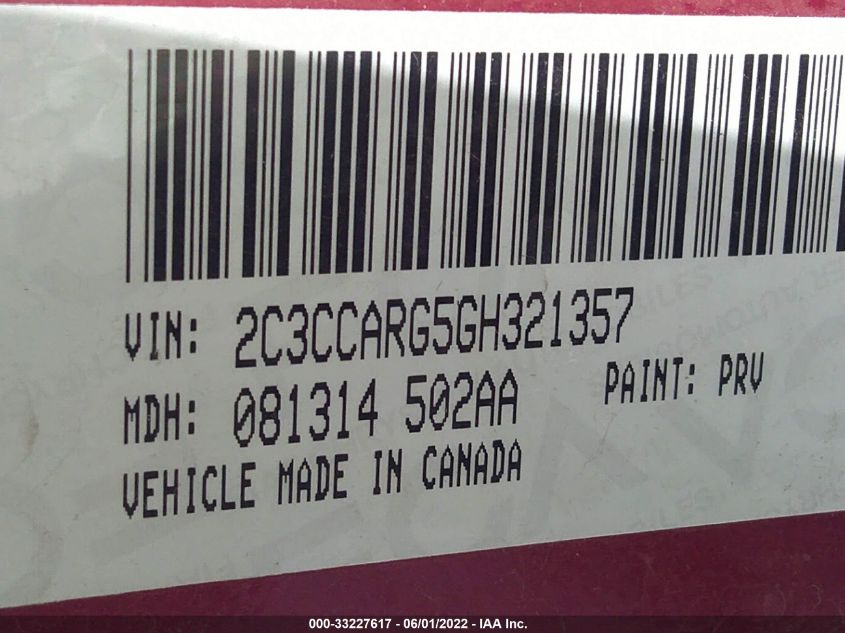 VIN: 2C3CCARG5GH321357
MDH: 081314 502AA PAINT: PRV
VEHICLE MADE IN CANADA
000-33227617 - 06/01/2022 - IAA Inc.